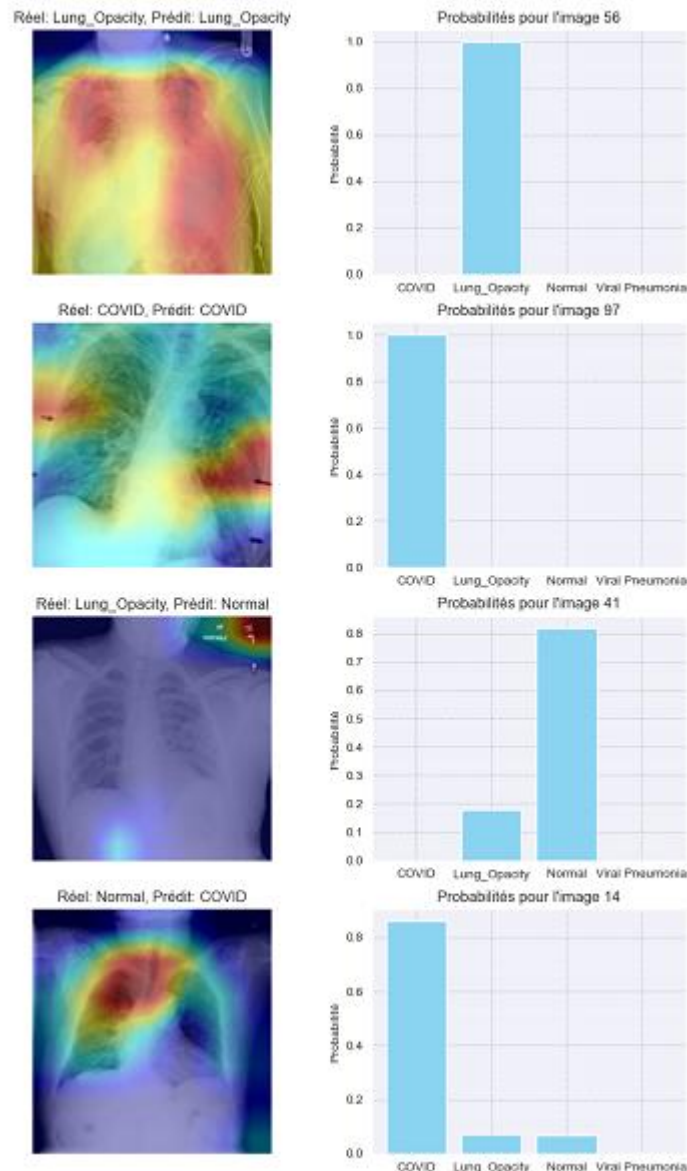 Réel: Lung_Opacity, Prédit: Lung_Opacity
Probabilités pour l'image 56
Probabilité
1.0
0.8
0.6
0.4
0.2
0.0
COVID Lung_Opacity Normal Viral Pneumonia
Réel: COVID, Prédit: COVID
Probabilités pour l'image 97
Probabilité
1.0
0.8
0.6
0.4
0.2
0.0
COVID Lung_Opacity Normal Viral Pneumonia
Réel: Lung_Opacity, Prédit: Normal
Probabilités pour l'image 41
Probabilité
0.8
0.7
0.6
0.5
0.4
0.3
0.2
0.1
0.0
COVID Lung_Opacity Normal Viral Pneumonia
Réel: Normal, Prédit: COVID
Probabilités pour l'image 14
Probabilité
0.8
0.6
0.4
0.2
0.0
COVID Lung_Opacity Normal Viral Pneumonia